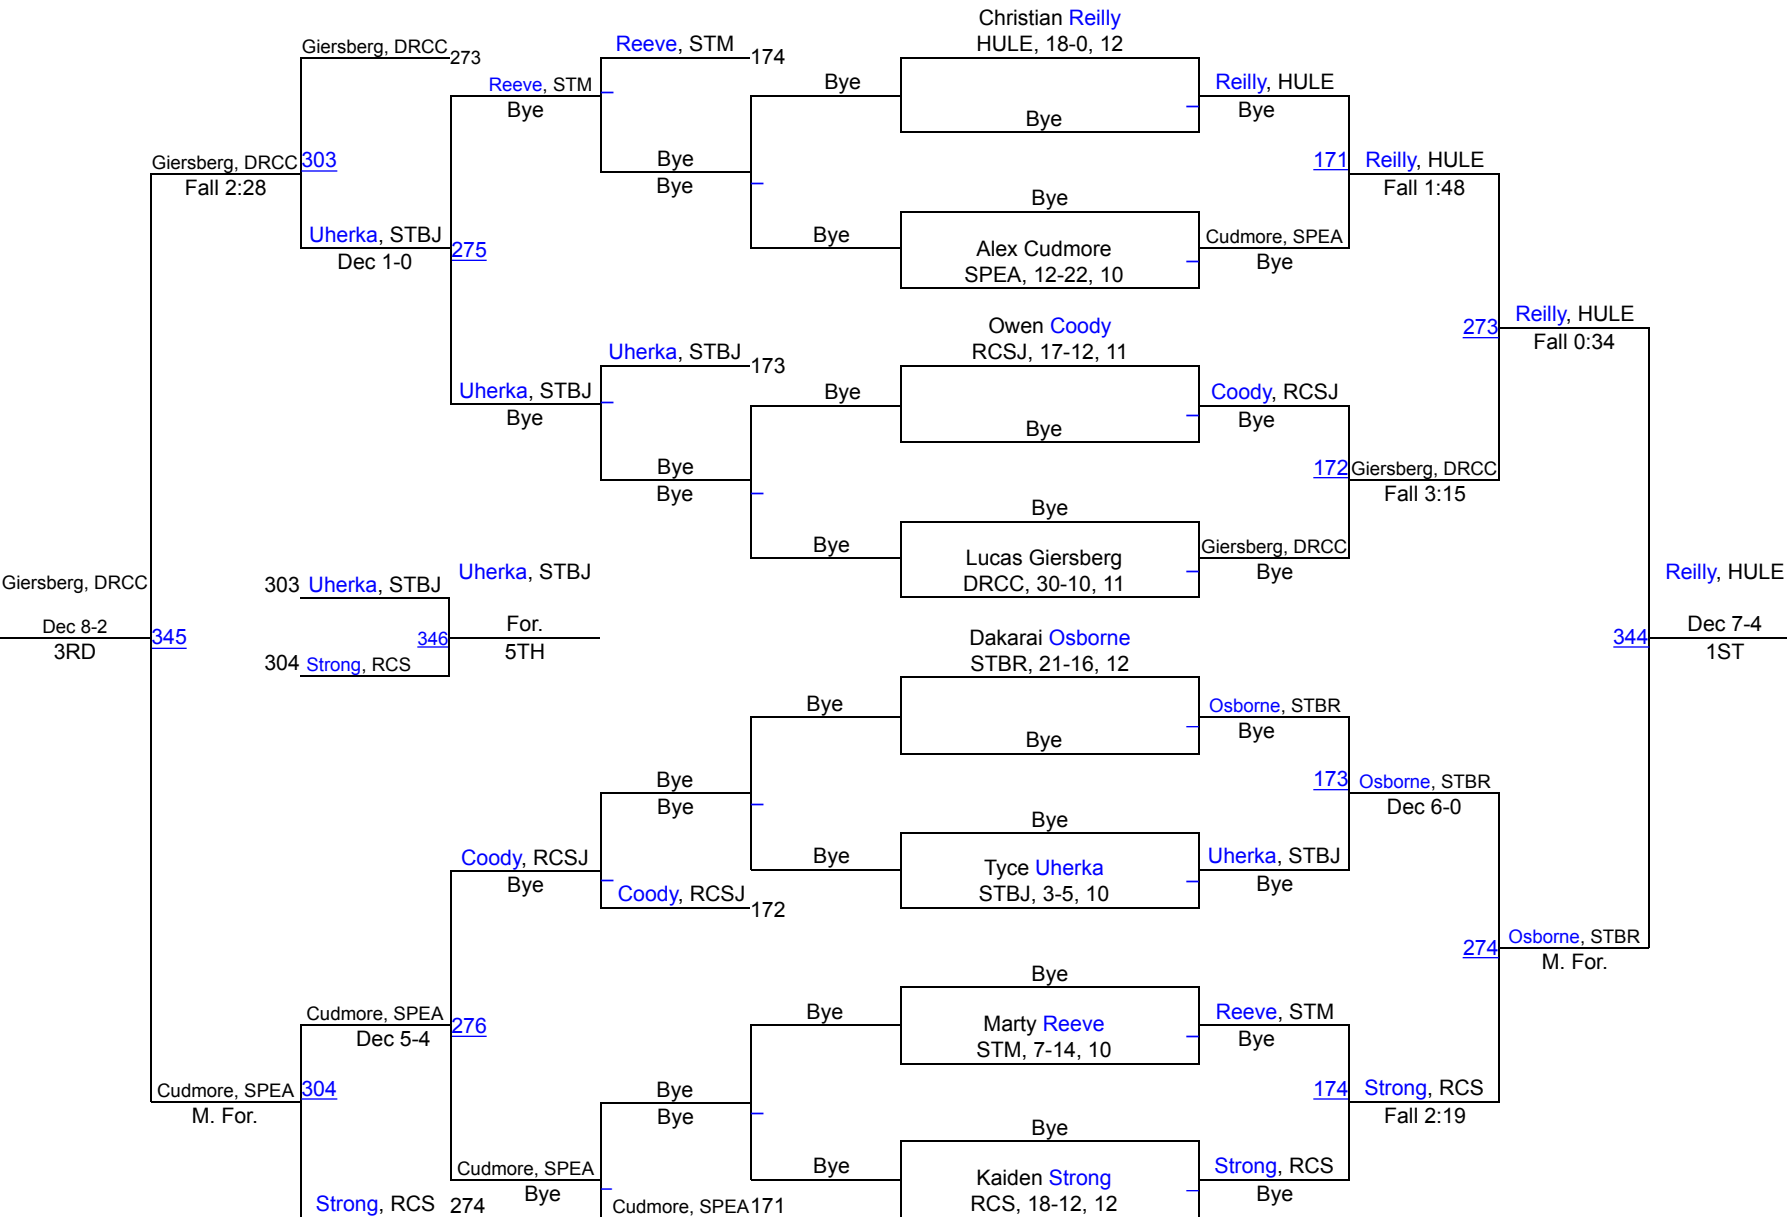 Christian Reilly
HULE, 18-0, 12
Giersberg, DRCC
273
Reeve, STM
174
Reeve, STM
Bye
Bye
Reilly, HULE
Bye
Bye
Giersberg, DRCC
303
Fall 2:28
Bye
Bye
171
Reilly, HULE
Fall 1:48
Bye
Uherka, STBJ
Dec 1-0
275
Bye
Alex Cudmore
SPEA, 12-22, 10
Cudmore, SPEA
Bye
Owen Coody
RCSJ, 17-12, 11
273
Reilly, HULE
Fall 0:34
Uherka, STBJ
173
Uherka, STBJ
Bye
Bye
Coody, RCSJ
Bye
Bye
Bye
Bye
172
Giersberg, DRCC
Fall 3:15
Bye
Bye
Lucas Giersberg
DRCC, 30-10, 11
Giersberg, DRCC
Bye
Giersberg, DRCC
Dec 8-2
3RD
345
303 Uherka, STBJ
Uherka, STBJ
346
For.
5TH
304 Strong, RCS
Reilly, HULE
344
Dec 7-4
1ST
Dakarai Osborne
STBR, 21-16, 12
Bye
Osborne, STBR
Bye
Bye
Bye
Bye
173
Osborne, STBR
Dec 6-0
Bye
Coody, RCSJ
Bye
Coody, RCSJ
172
Bye
Tyce Uherka
STBJ, 3-5, 10
Uherka, STBJ
Bye
274
Osborne, STBR
M. For.
Bye
Cudmore, SPEA
Dec 5-4
276
Bye
Marty Reeve
STM, 7-14, 10
Reeve, STM
Bye
Cudmore, SPEA
304
M. For.
Bye
Bye
174
Strong, RCS
Fall 2:19
Bye
Cudmore, SPEA
Bye
Bye
Kaiden Strong
RCS, 18-12, 12
Strong, RCS
Bye
Strong, RCS
274
Cudmore, SPEA
171